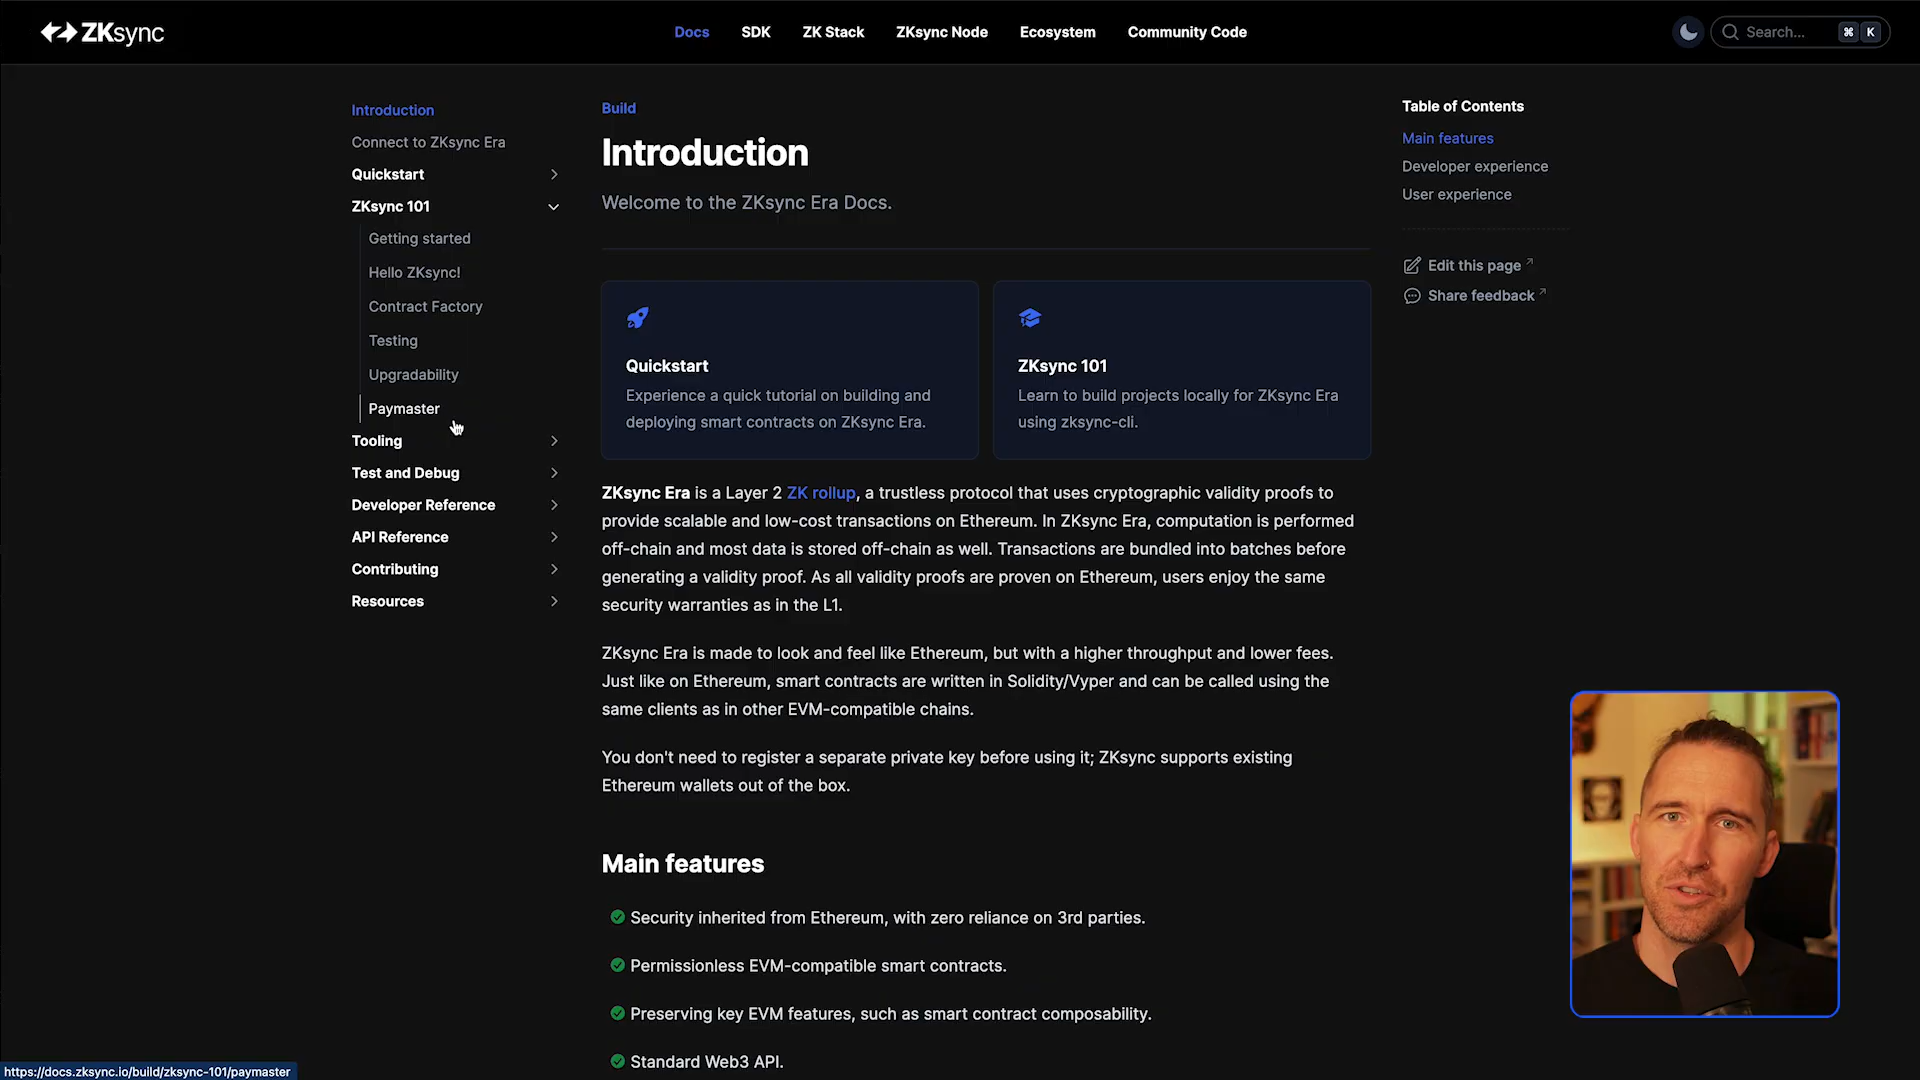 ZKsync
Docs
SDK
ZK Stack
ZKsync Node
Ecosystem
Community Code
Search...
⌘ K
Introduction
Connect to ZKsync Era
Quickstart
ZKsync 101
Getting started
Hello ZKsync!
Contract Factory
Testing
Upgradability
Paymaster
Tooling
Test and Debug
Developer Reference
API Reference
Contributing
Resources
Build
Introduction
Welcome to the ZKsync Era Docs.
Quickstart
Experience a quick tutorial on building and
deploying smart contracts on ZKsync Era.
ZKsync 101
Learn to build projects locally for ZKsync Era
using zksync-cli.
ZKsync Era is a Layer 2 ZK rollup, a trustless protocol that uses cryptographic validity proofs to
provide scalable and low-cost transactions on Ethereum. In ZKsync Era, computation is performed
off-chain and most data is stored off-chain as well. Transactions are bundled into batches before
generating a validity proof. As all validity proofs are proven on Ethereum, users enjoy the same
security warranties as in the L1.
ZKsync Era is made to look and feel like Ethereum, but with a higher throughput and lower fees.
Just like on Ethereum, smart contracts are written in Solidity/Vyper and can be called using the
same clients as in other EVM-compatible chains.
You don't need to register a separate private key before using it; ZKsync supports existing
Ethereum wallets out of the box.
Main features
Security inherited from Ethereum, with zero reliance on 3rd parties.
Permissionless EVM-compatible smart contracts.
Preserving key EVM features, such as smart contract composability.
Standard Web3 API.
Table of Contents
Main features
Developer experience
User experience
Edit this page
Share feedback
https://docs.zksync.io/build/zksync-101/paymaster